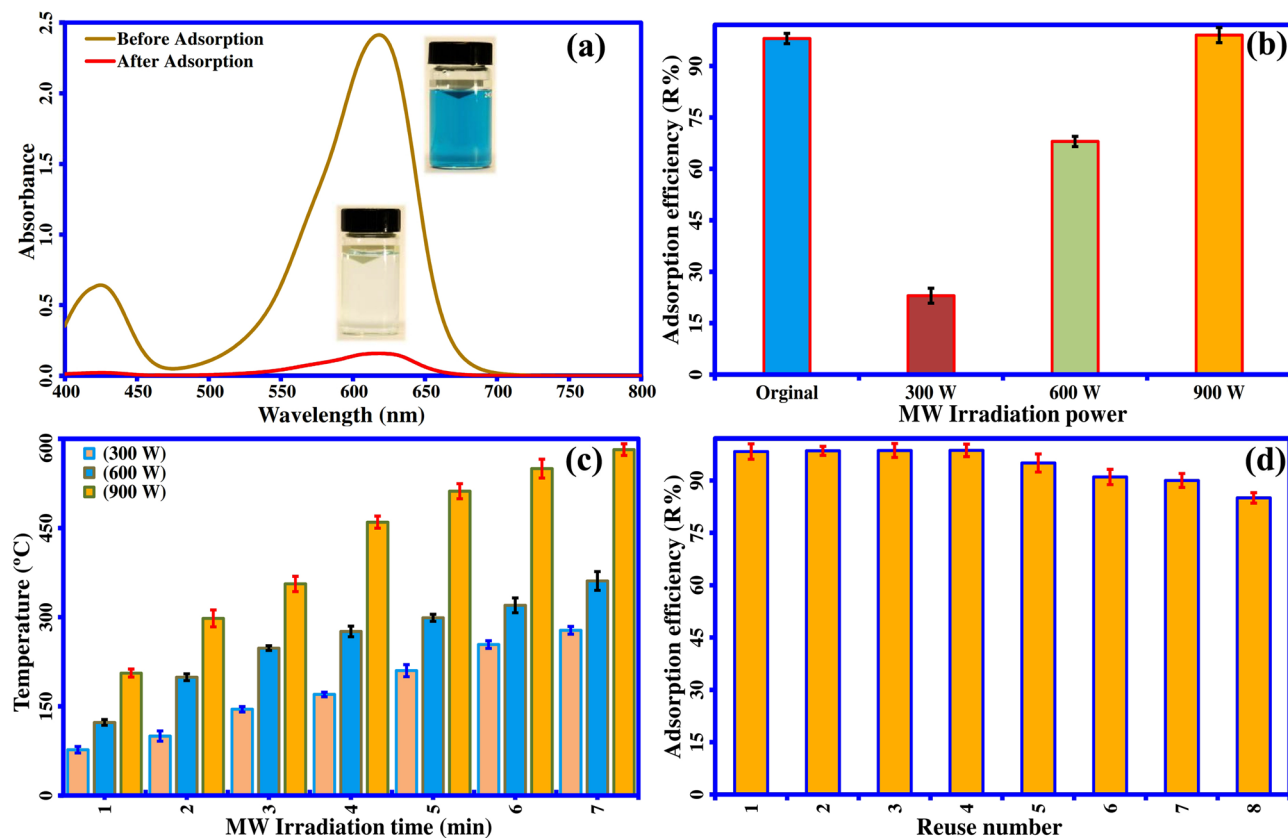 (a)
Before Adsorption
After Adsorption
Absorbance
2.5
2.0
1.5
1.0
0.5
0.0
400 450 500 550 600 650 700 750 800
Wavelength (nm)
(b)
Adsorption efficiency (R%)
90
75
60
45
30
15
0
Orginal 300 W 600 W 900 W
MW Irradiation power
(c)
(300 W)
(600 W)
(900 W)
Temperature (ºC)
600
450
300
150
0
1 2 3 4 5 6 7
MW Irradiation time (min)
(d)
Adsorption efficiency (R%)
90
75
60
45
30
15
0
1 2 3 4 5 6 7 8
Reuse number